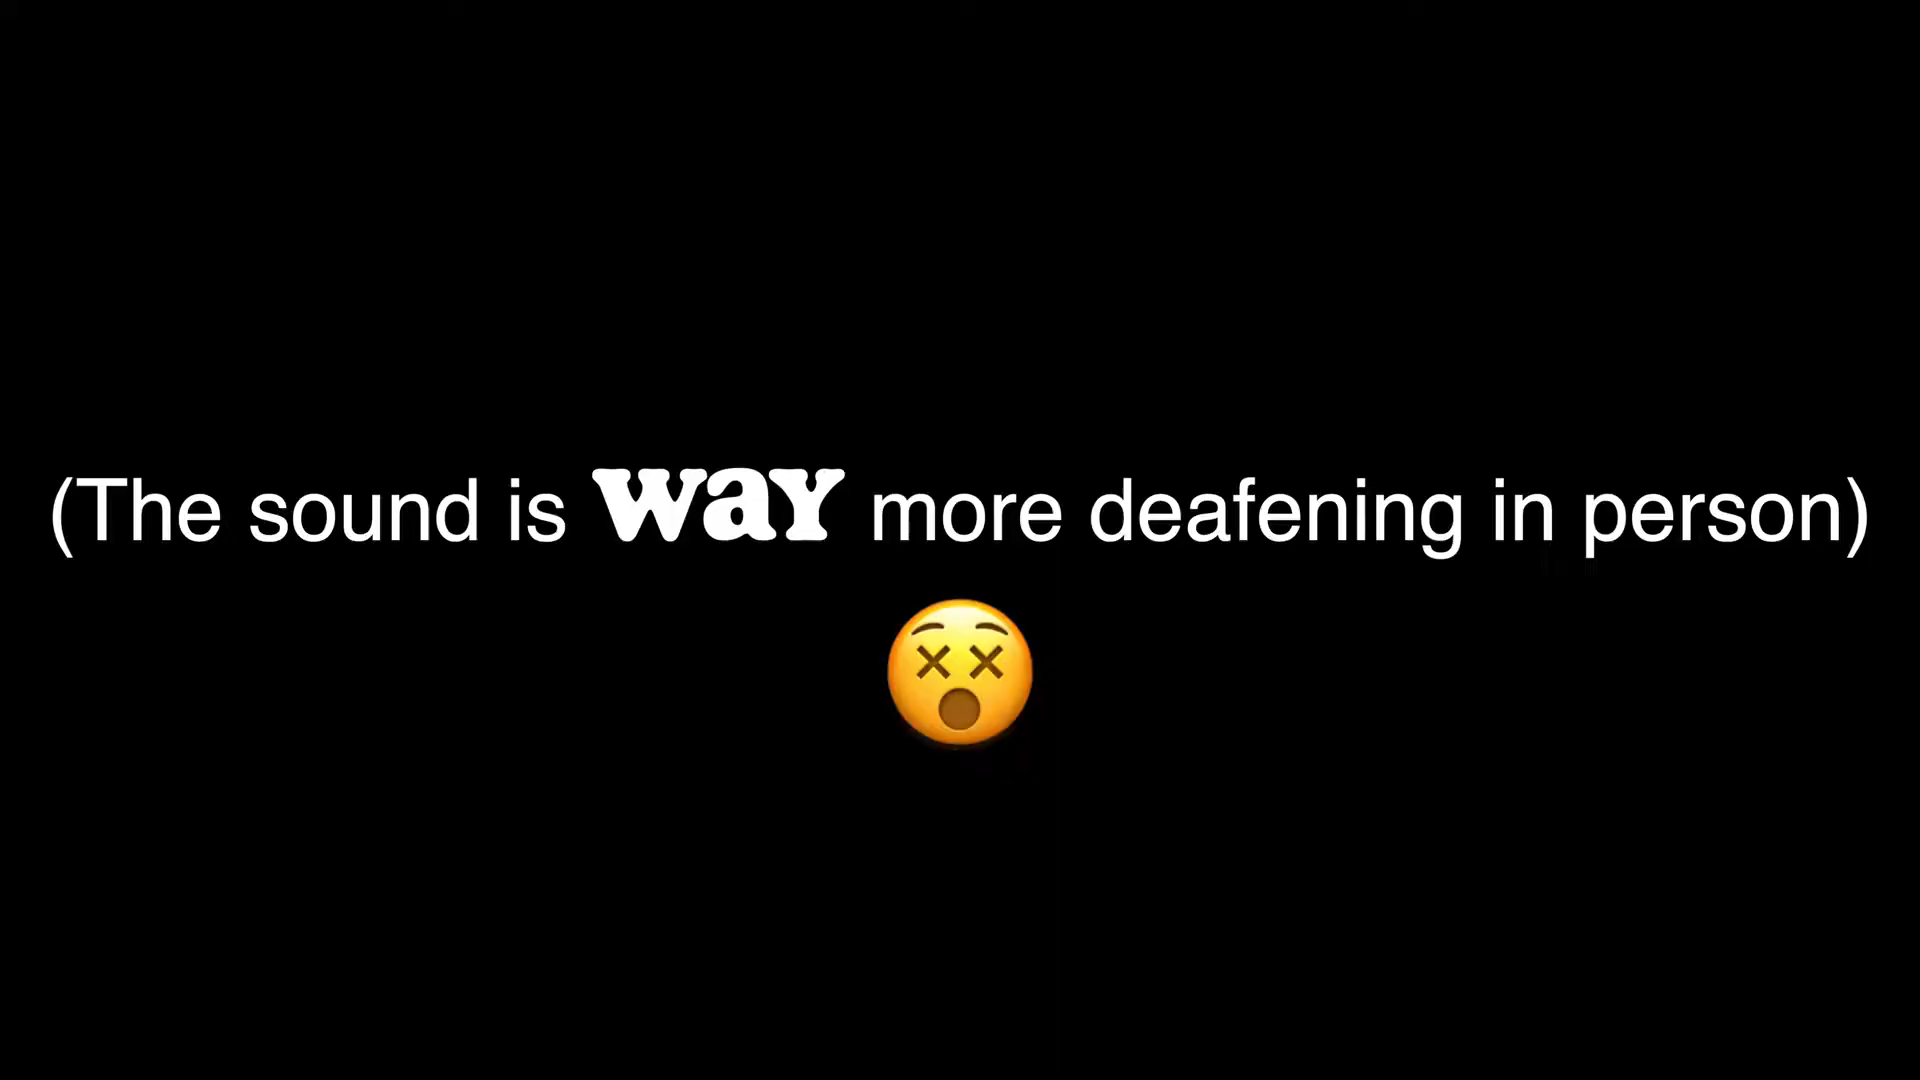 (The sound is way more deafening in person)
😵